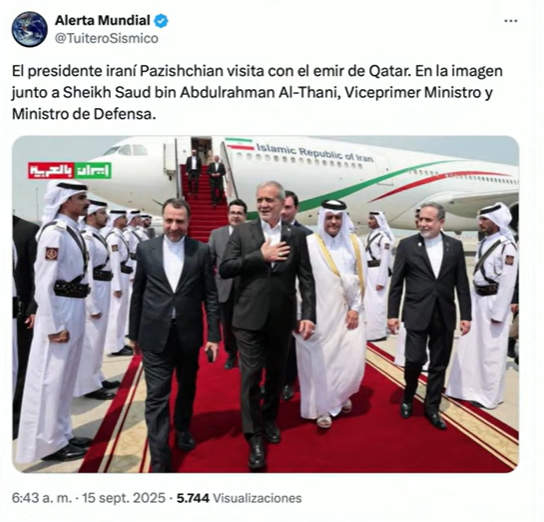 Alerta Mundial
@TuiteroSismico
El presidente iraní Pazishchian visita con el emir de Qatar. En la imagen
junto a Sheikh Saud bin Abdulrahman Al-Thani, Viceprimer Ministro y
Ministro de Defensa.
Islamic Republic of Iran
إيران بالعربية
6:43 a. m. · 15 sept. 2025 · 5.744 Visualizaciones